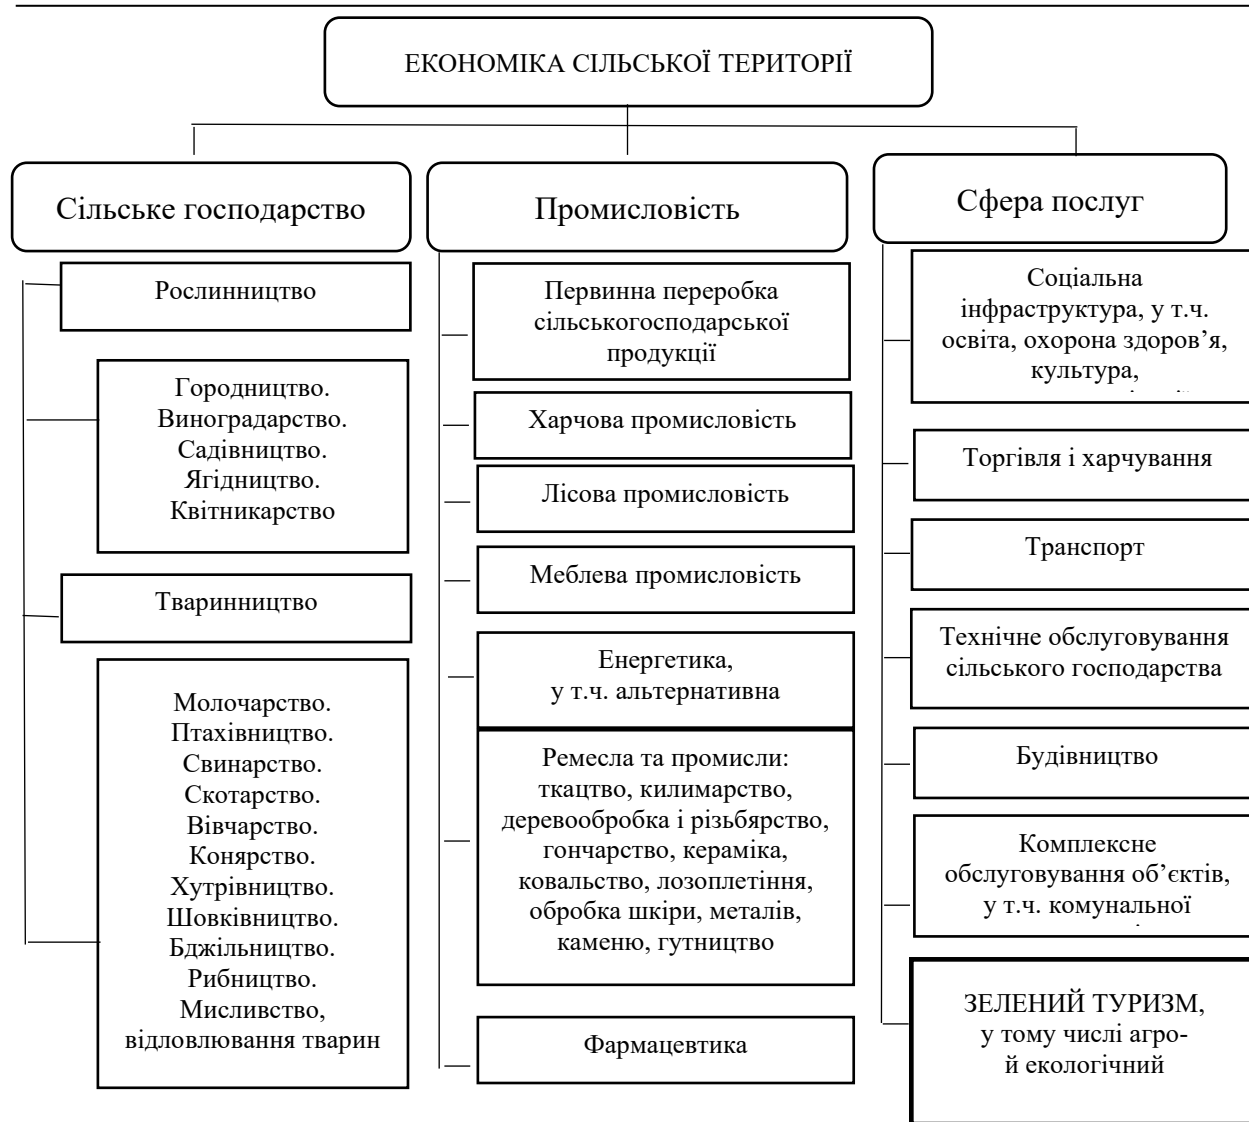 ЕКОНОМІКА СІЛЬСЬКОЇ ТЕРИТОРІЇ
Сільське господарство
Рослинництво
Городництво.
Виноградарство.
Садівництво.
Ягідництво.
Квітникарство
Тваринництво
Молочарство.
Птахівництво.
Свинарство.
Скотарство.
Вівчарство.
Конярство.
Хутрівництво.
Шовківництво.
Бджільництво.
Рибництво.
Мисливство,
відловлювання тварин
Промисловість
Первинна переробка
сільськогосподарської
продукції
Харчова промисловість
Лісова промисловість
Меблева промисловість
Енергетика,
у т.ч. альтернативна
Ремесла та промисли:
ткацтво, килимарство,
деревообробка і різьбярство,
гончарство, кераміка,
ковальство, лозоплетіння,
обробка шкіри, металів,
каменю, гутництво
Фармацевтика
Сфера послуг
Соціальна
інфраструктура, у т.ч.
освіта, охорона здоров’я,
культура,
Торгівля і харчування
Транспорт
Технічне обслуговування
сільського господарства
Будівництво
Комплексне
обслуговування об’єктів,
у т.ч. комунальної
ЗЕЛЕНИЙ ТУРИЗМ,
у тому числі агро-
й екологічний